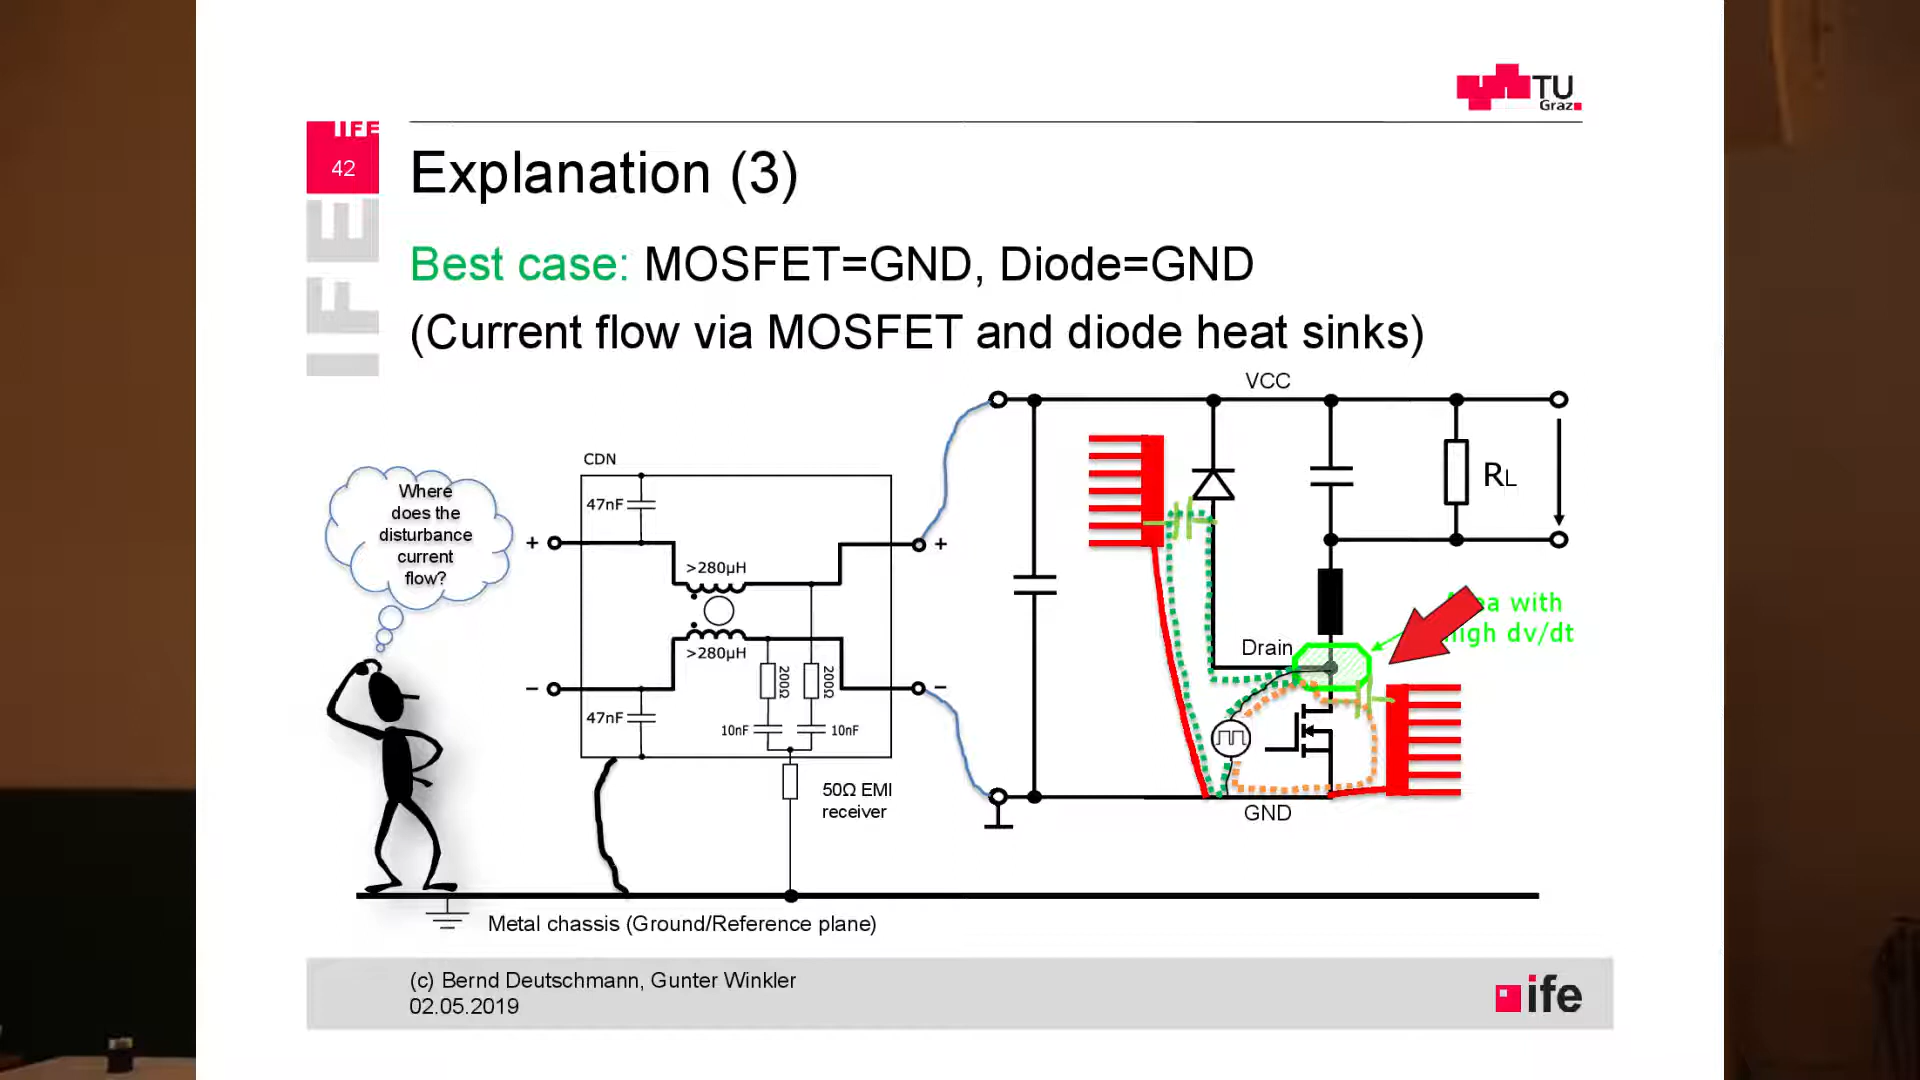 TU
Graz
IFE
42
IFE
Explanation (3)
Best case: MOSFET=GND, Diode=GND
(Current flow via MOSFET and diode heat sinks)
VCC
CDN
47nF
Where
does the
disturbance
current
flow?
+
+
>280µH
RL
>280µH
Drain
with
high dv/dt
200Ω
200Ω
−
−
47nF
10nF
10nF
50Ω EMI
receiver
GND
Metal chassis (Ground/Reference plane)
(c) Bernd Deutschmann, Gunter Winkler
02.05.2019
ife